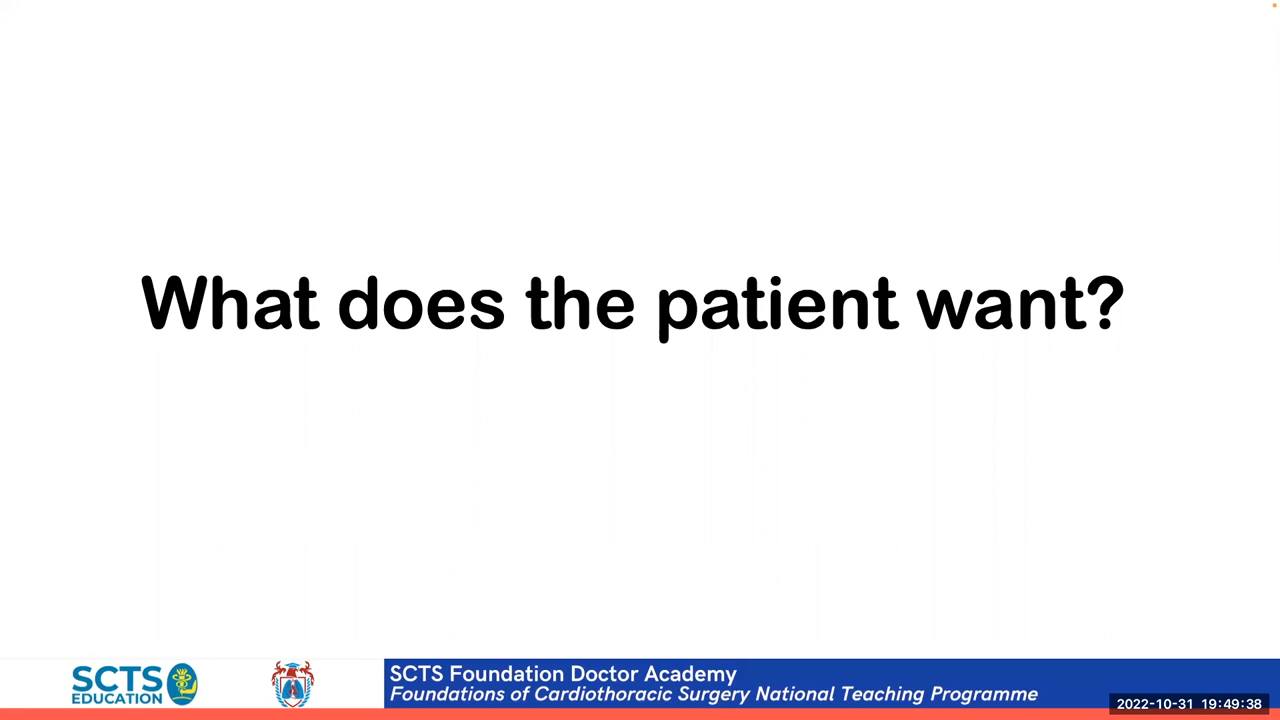 What does the patient want?
SCTS
EDUCATION
SCTS Foundation Doctor Academy
Foundations of Cardiothoracic Surgery National Teaching Programme
2022-10-31 19:49:38